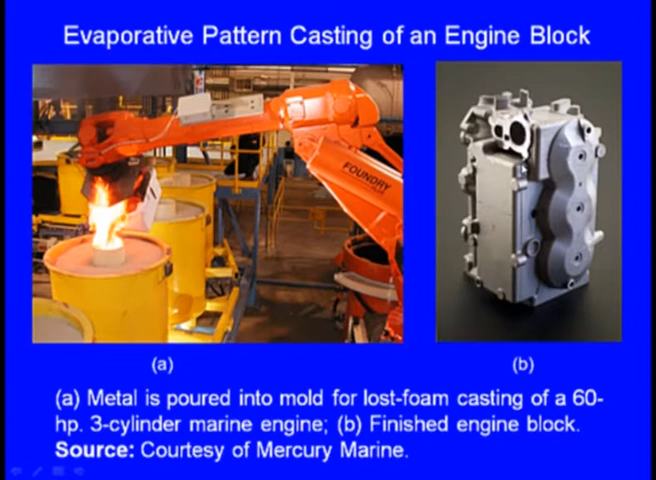 Evaporative Pattern Casting of an Engine Block
FOUNDRY
(a)
(b)
(a) Metal is poured into mold for lost-foam casting of a 60-
hp. 3-cylinder marine engine; (b) Finished engine block.
Source: Courtesy of Mercury Marine.